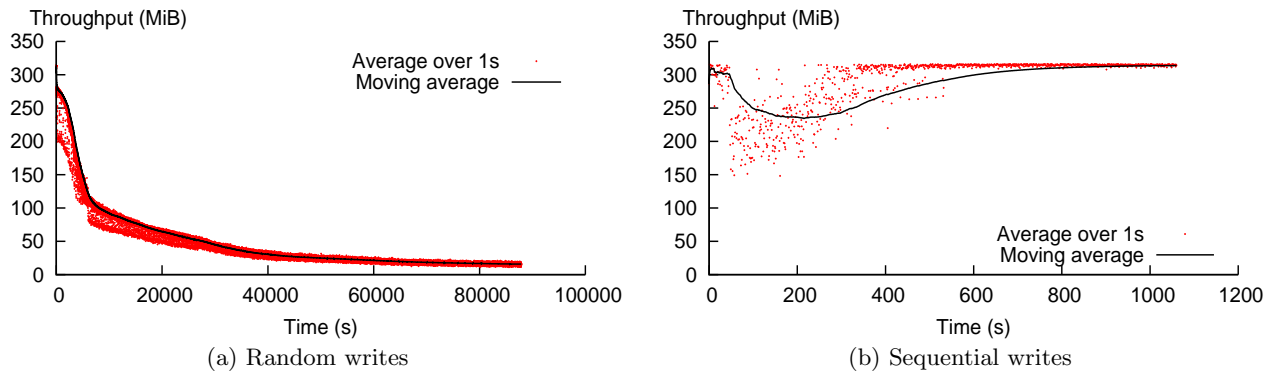 Throughput (MiB)
350
300
250
200
150
100
50
0
Average over 1s
Moving average
0
20000
40000
60000
80000
100000
Time (s)
(a) Random writes
Throughput (MiB)
350
300
250
200
150
100
50
0
Average over 1s
Moving average
0
200
400
600
800
1000
1200
Time (s)
(b) Sequential writes